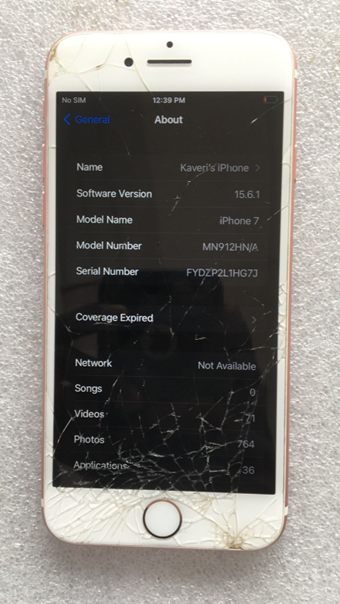 No SIM 12:39 PM
General About
Name Kaveri's iPhone
Software Version 15.6.1
Model Name iPhone 7
Model Number MN912HN/A
Serial Number FYDZP2L1HG7J
Coverage Expired
Network Not Available
Songs 0
Videos 71
Photos 764
Applications 36